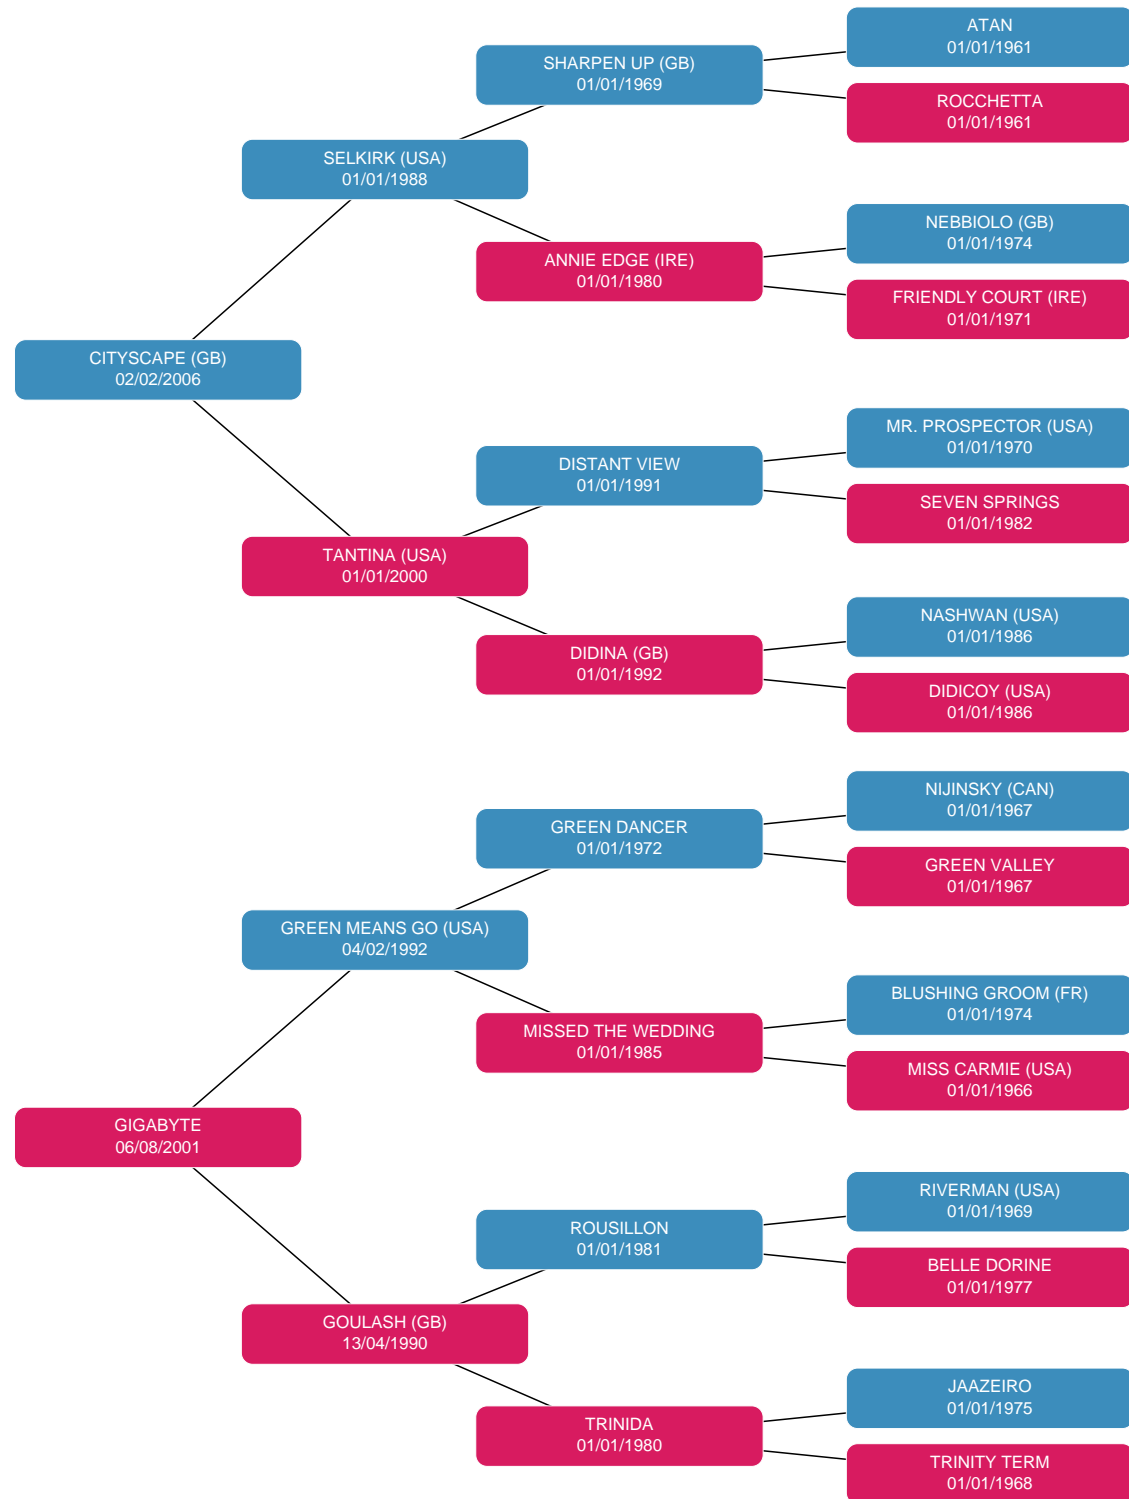 ATAN
01/01/1961
SHARPEN UP (GB)
01/01/1969
ROCCHETTA
01/01/1961
SELKIRK (USA)
01/01/1988
NEBBIOLO (GB)
01/01/1974
ANNIE EDGE (IRE)
01/01/1980
FRIENDLY COURT (IRE)
01/01/1971
CITYSCAPE (GB)
02/02/2006
MR. PROSPECTOR (USA)
01/01/1970
DISTANT VIEW
01/01/1991
SEVEN SPRINGS
01/01/1982
TANTINA (USA)
01/01/2000
NASHWAN (USA)
01/01/1986
DIDINA (GB)
01/01/1992
DIDICOY (USA)
01/01/1986
NIJINSKY (CAN)
01/01/1967
GREEN DANCER
01/01/1972
GREEN VALLEY
01/01/1967
GREEN MEANS GO (USA)
04/02/1992
BLUSHING GROOM (FR)
01/01/1974
MISSED THE WEDDING
01/01/1985
MISS CARMIE (USA)
01/01/1966
GIGABYTE
06/08/2001
RIVERMAN (USA)
01/01/1969
ROUSILLON
01/01/1981
BELLE DORINE
01/01/1977
GOULASH (GB)
13/04/1990
JAAZEIRO
01/01/1975
TRINIDA
01/01/1980
TRINITY TERM
01/01/1968